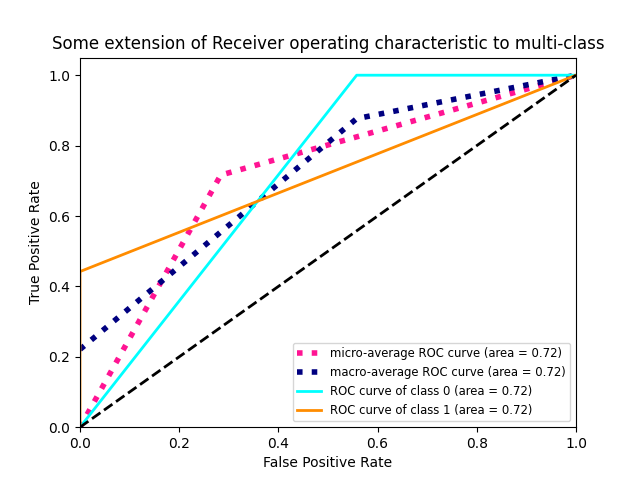 Some extension of Receiver operating characteristic to multi-class
True Positive Rate
1.0
0.8
0.6
0.4
0.2
0.0
micro-average ROC curve (area = 0.72)
macro-average ROC curve (area = 0.72)
ROC curve of class 0 (area = 0.72)
ROC curve of class 1 (area = 0.72)
0.0 0.2 0.4 0.6 0.8 1.0
False Positive Rate